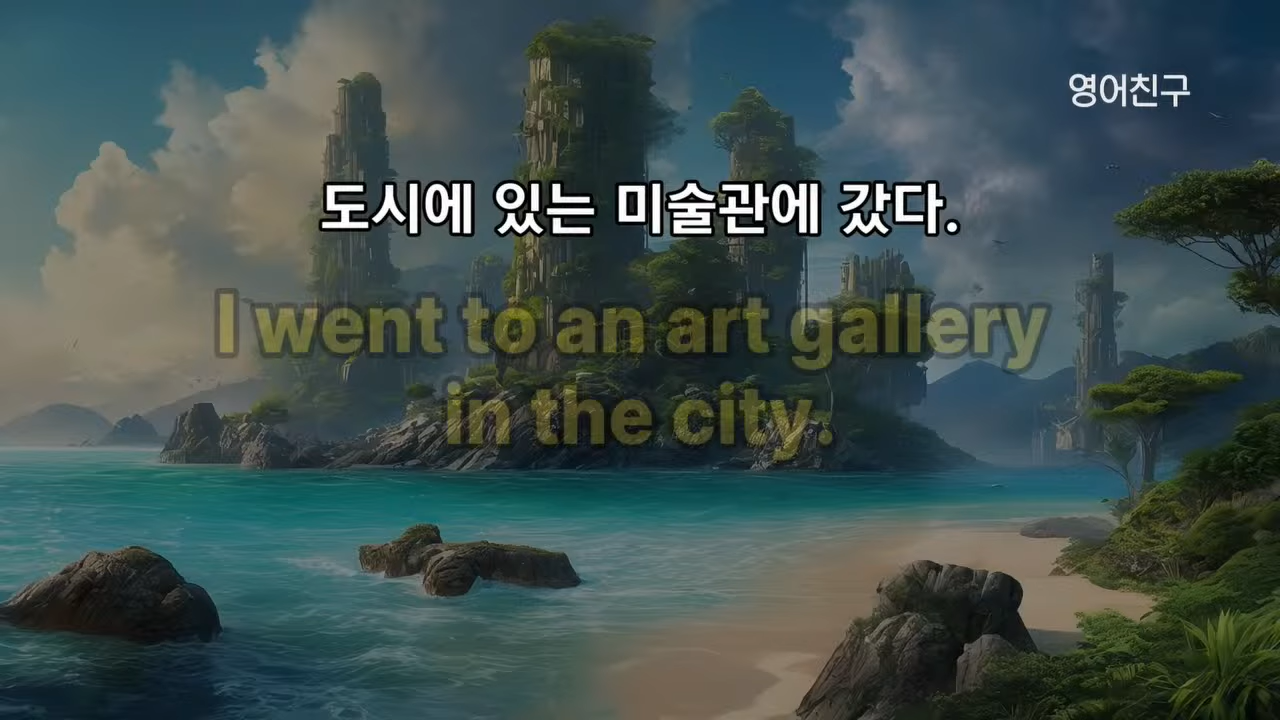 영어친구
도시에 있는 미술관에 갔다.
I went to an art gallery
in the city.